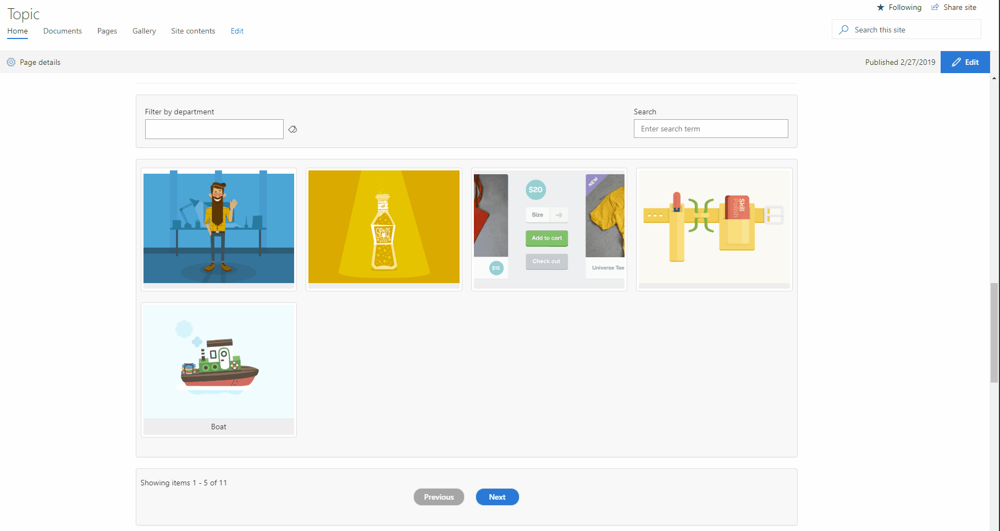 Topic
Following
Share site
Home
Documents
Pages
Gallery
Site contents
Edit
Search this site
Page details
Published 2/27/2019
Edit
Filter by department
Search
Enter search term
SPACE
JUICE
$20
Size
Add to cart
Check out
$15
NEW
Universe Tee
Skill
Polish
Boat
Showing items 1 - 5 of 11
Previous
Next